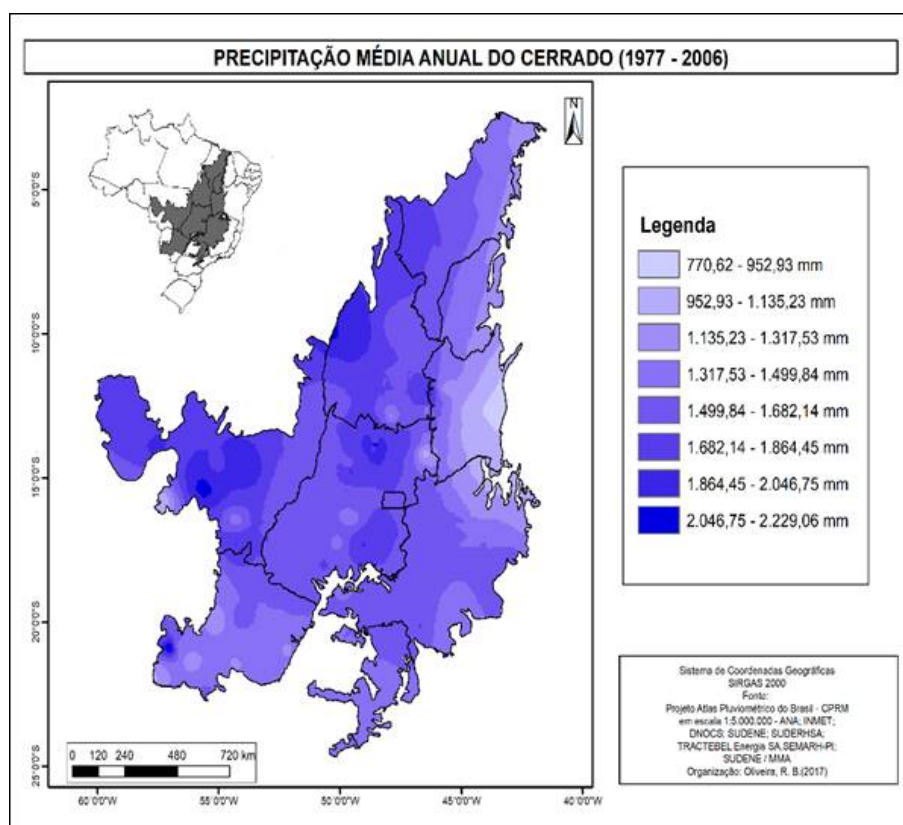 PRECIPITAÇÃO MÉDIA ANUAL DO CERRADO (1977 - 2006)
N
5°0'0"S
10°0'0"S
15°0'0"S
20°0'0"S
25°0'0"S
0 120 240 480 720 km
60°0'0"W 55°0'0"W 50°0'0"W 45°0'0"W 40°0'0"W
Legenda
770,62 - 952,93 mm
952,93 - 1.135,23 mm
1.135,23 - 1.317,53 mm
1.317,53 - 1.499,84 mm
1.499,84 - 1.682,14 mm
1.682,14 - 1.864,45 mm
1.864,45 - 2.046,75 mm
2.046,75 - 2.229,06 mm
Sistema de Coordenadas Geográficas
SIRGAS 2000
Fonte:
Projeto Atlas Pluviométrico do Brasil - CPRM
em escala 1:5.000.000 - ANA; INMET;
DNOCS; SUDENE; SUDERHSA;
TRACTEBEL Energia SA.SEMARH-PI;
SUDENE / MMA
Organização: Oliveira, R. B.(2017)